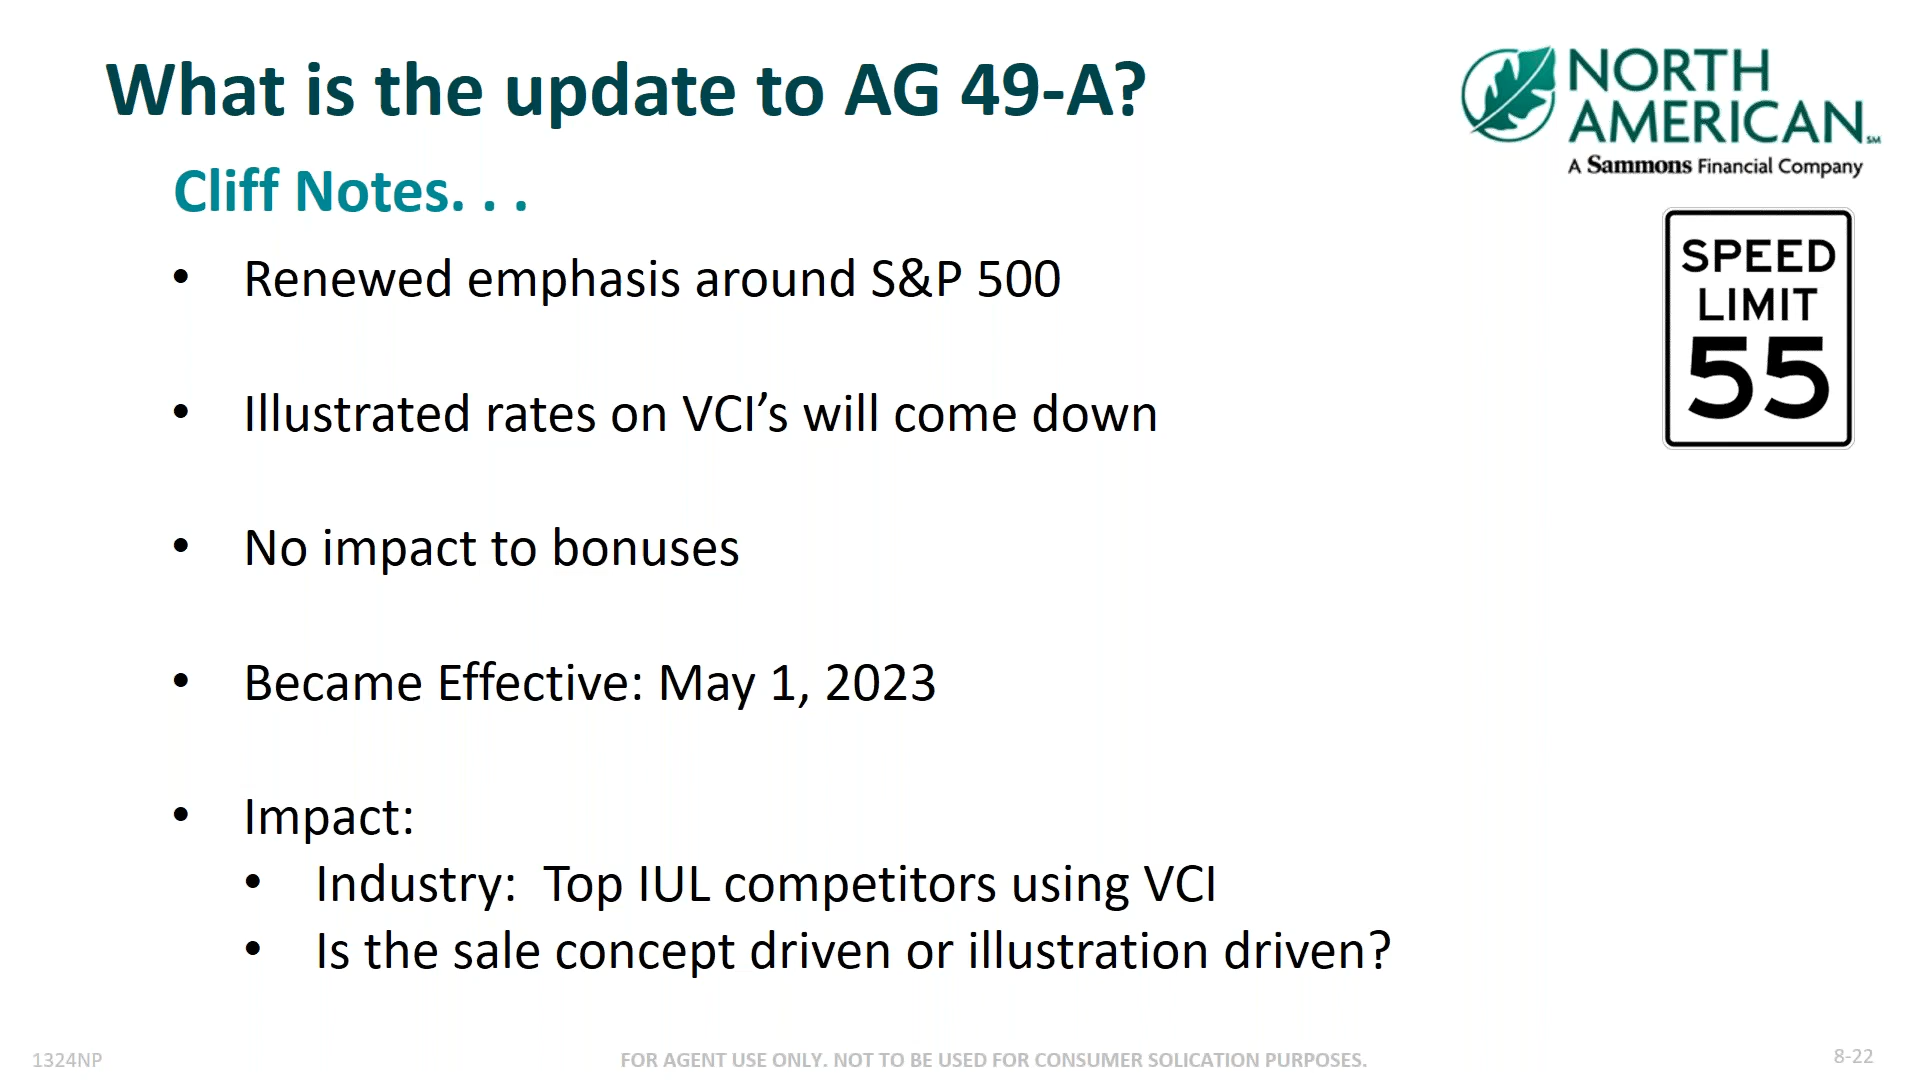 What is the update to AG 49-A?
NORTH
AMERICAN℠
A Sammons Financial Company
Cliff Notes. . .
SPEED
LIMIT
55
• Renewed emphasis around S&P 500
• Illustrated rates on VCI’s will come down
• No impact to bonuses
• Became Effective: May 1, 2023
• Impact:
• Industry:  Top IUL competitors using VCI
• Is the sale concept driven or illustration driven?
1324NP
FOR AGENT USE ONLY. NOT TO BE USED FOR CONSUMER SOLICATION PURPOSES.
8-22